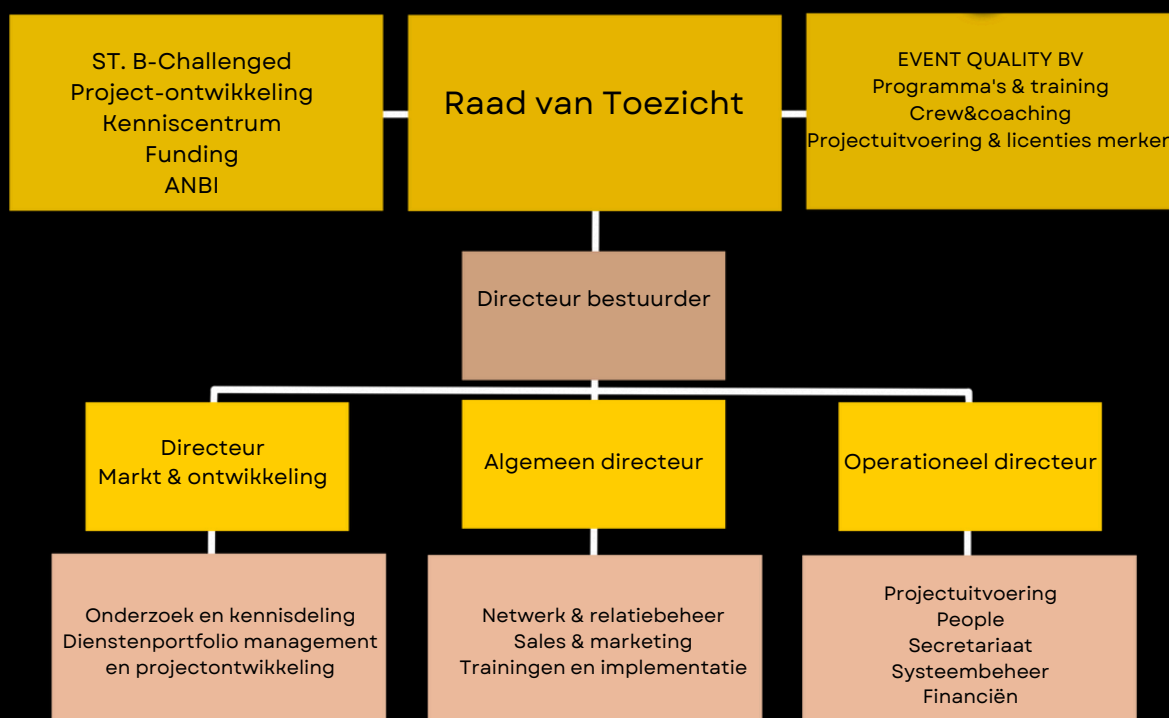 ST. B-Challenged
Project-ontwikkeling
Kenniscentrum
Funding
ANBI
Raad van Toezicht
EVENT QUALITY BV
Programma's & training
Crew&coaching
Projectuitvoering & licenties merken
Directeur bestuurder
Directeur
Markt & ontwikkeling
Algemeen directeur
Operationeel directeur
Onderzoek en kennisdeling
Dienstenportfolio management
en projectontwikkeling
Netwerk & relatiebeheer
Sales & marketing
Trainingen en implementatie
Projectuitvoering
People
Secretariaat
Systeembeheer
Financiën